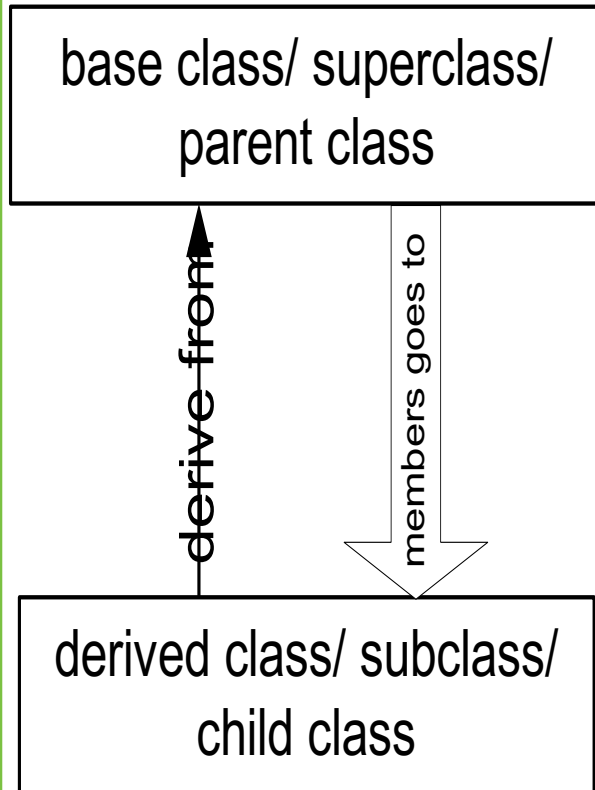 base class/ superclass/
parent class
derive from
members goes to
derived class/ subclass/
child class